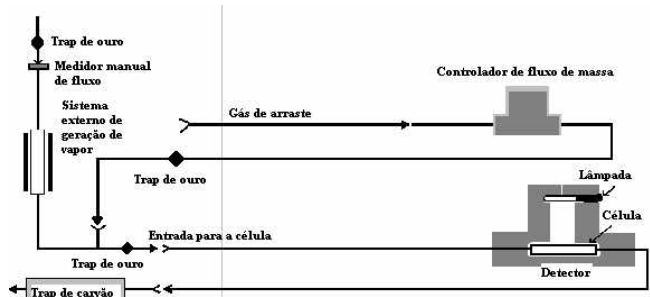 Trap de ouro
Medidor manual
de fluxo
Sistema
externo de
geração de
vapor
Controlador de fluxo de massa
Gás de arraste
Trap de ouro
Lâmpada
Célula
Entrada para a célula
Trap de ouro
Detector
Trap de carvão